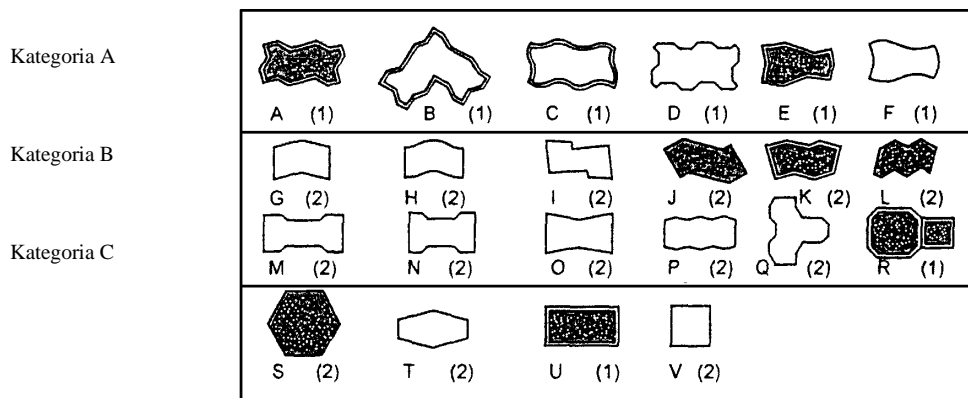 Kategoria A
A (1) B (1) C (1) D (1) E (1) F (1)
Kategoria B
G (2) H (2) I (2) J (2) K (2) L (2)
Kategoria C
M (2) N (2) O (2) P (2) Q (2) R (1)
S (2) T (2) U (1) V (2)